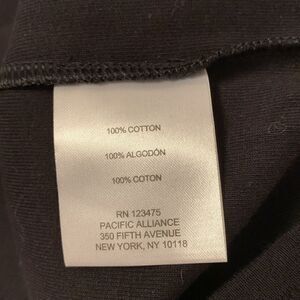 100% COTTON
100% ALGODÓN
100% COTON
RN 123475
PACIFIC ALLIANCE
350 FIFTH AVENUE
NEW YORK, NY 10118